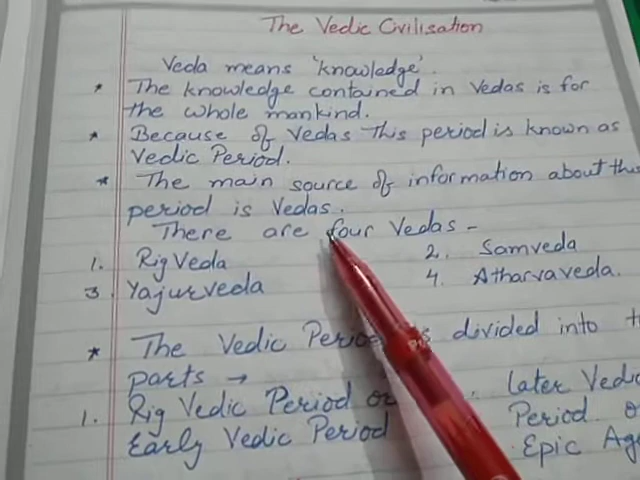 The Vedic Civilisation
Veda means 'knowledge'.
* The knowledge contained in Vedas is for
the whole mankind.
* Because of Vedas This period is known as
Vedic Period.
* The main source of information about this
period is Vedas.
There are four Vedas -
1. Rig Veda 2. Samveda
3. Yajurveda 4. Atharvaveda.
* The Vedic Period is divided into
parts →
1. Rig Vedic Period or later Vedic
Early Vedic Period Period or
Epic Age